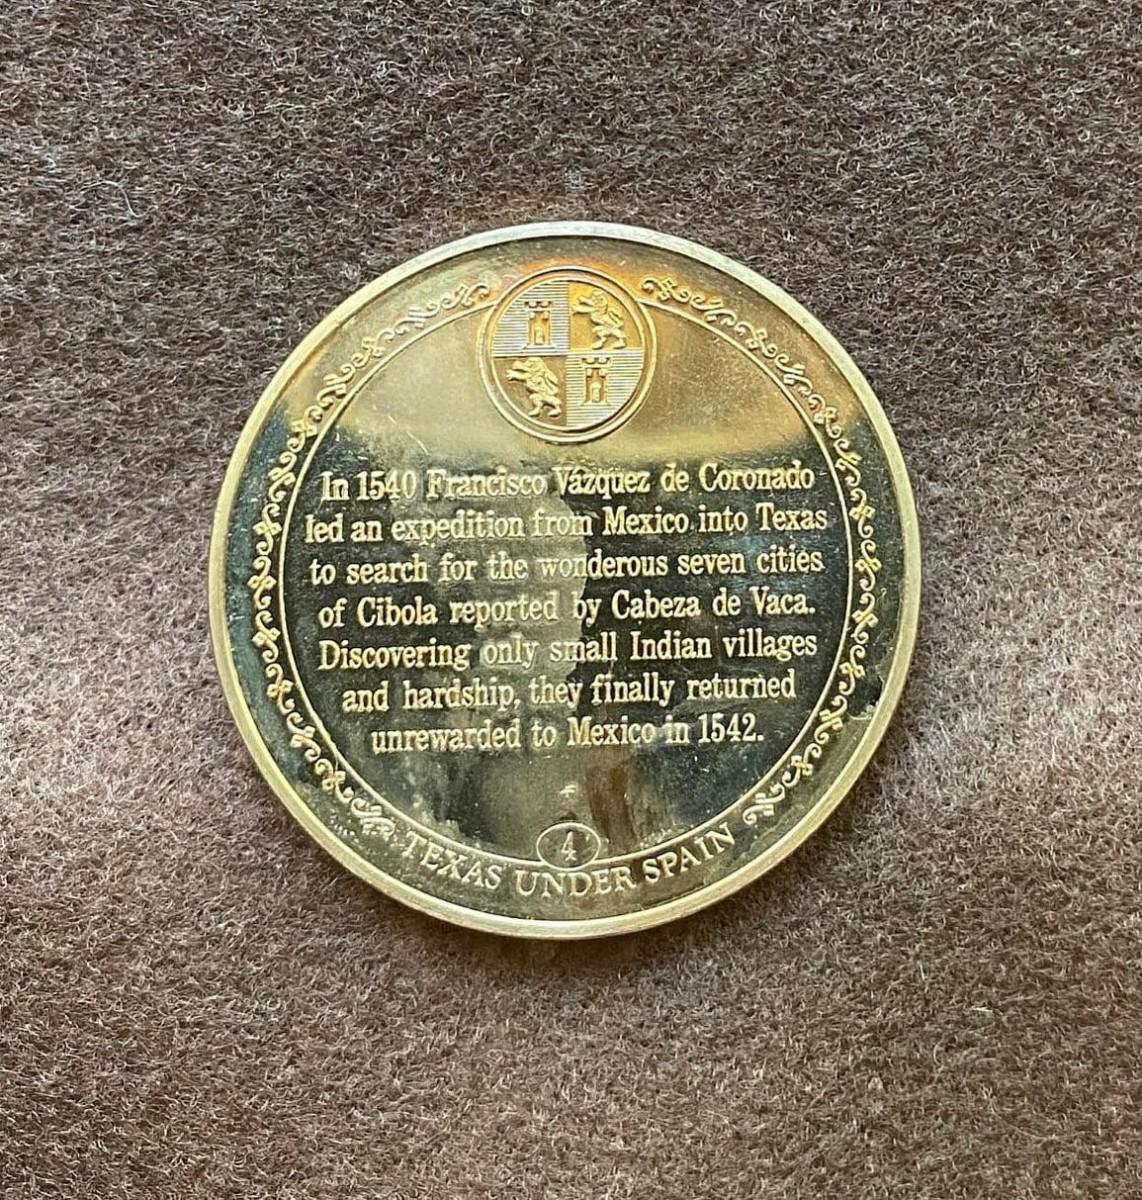 In 1540 Francisco Vázquez de Coronado
led an expedition from Mexico into Texas
to search for the wonderous seven cities
of Cibola reported by Cabeza de Vaca.
Discovering only small Indian villages
and hardship, they finally returned
unrewarded to Mexico in 1542.
4
TEXAS UNDER SPAIN